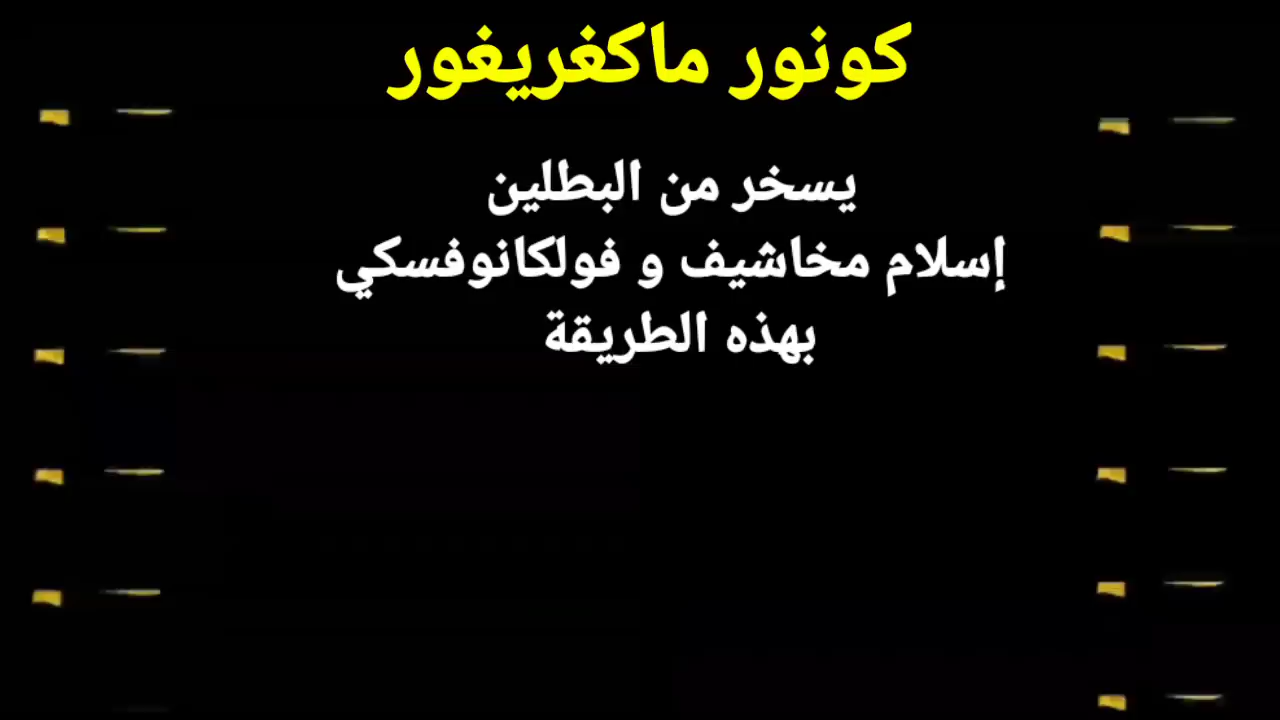 كونور ماكغريغور
يسخر من البطلين
إسلام مخاشيف و فولكانوفسكي
بهذه الطريقة